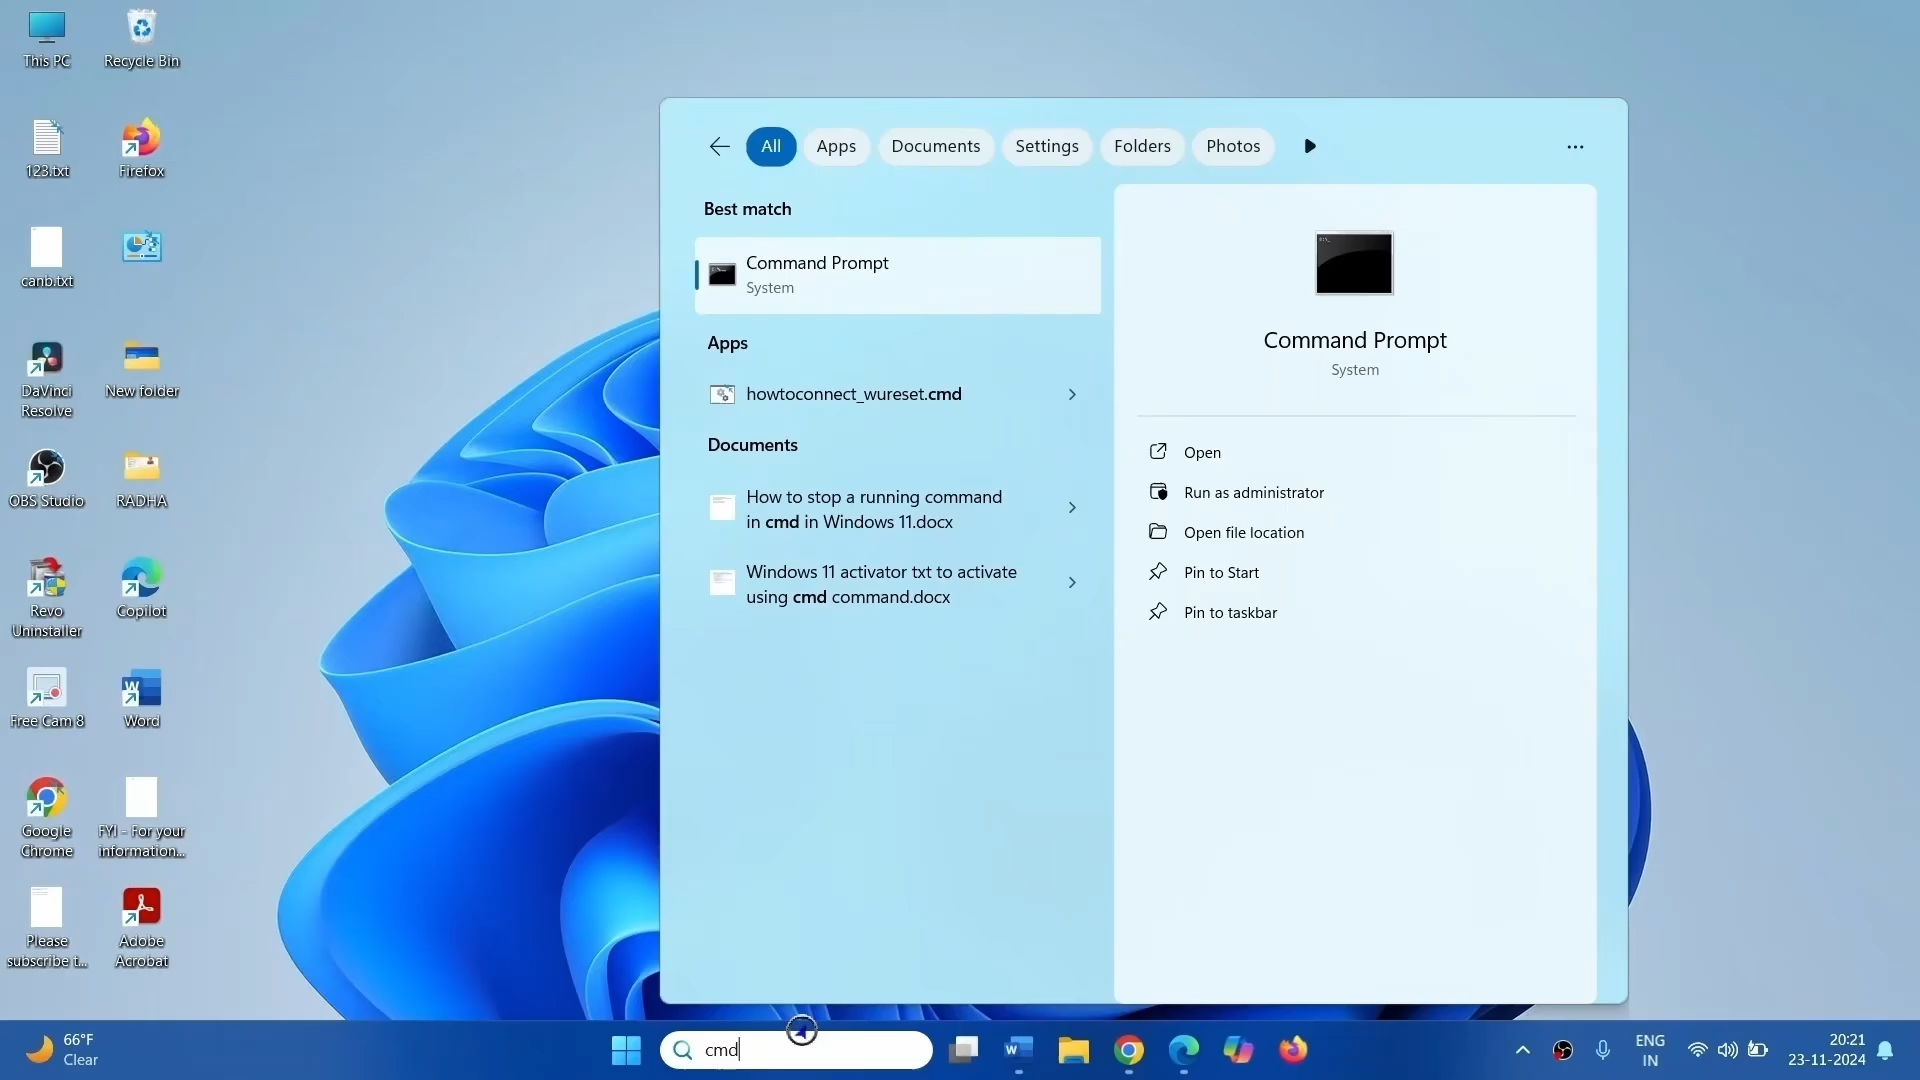 This PC
Recycle Bin
123.txt
Firefox
canb.txt
DaVinci
Resolve
New folder
OBS Studio
RADHA
Revo
Uninstaller
Copilot
Free Cam 8
Word
Google
Chrome
FYI - For your
information...
Please
subscribe t...
Adobe
Acrobat
All
Apps
Documents
Settings
Folders
Photos
...
Best match
Command Prompt
System
Apps
howtoconnect_wureset.cmd
Documents
How to stop a running command
in cmd in Windows 11.docx
Windows 11 activator txt to activate
using cmd command.docx
Command Prompt
System
Open
Run as administrator
Open file location
Pin to Start
Pin to taskbar
66°F
Clear
cmd
ENG
IN
20:21
23-11-2024